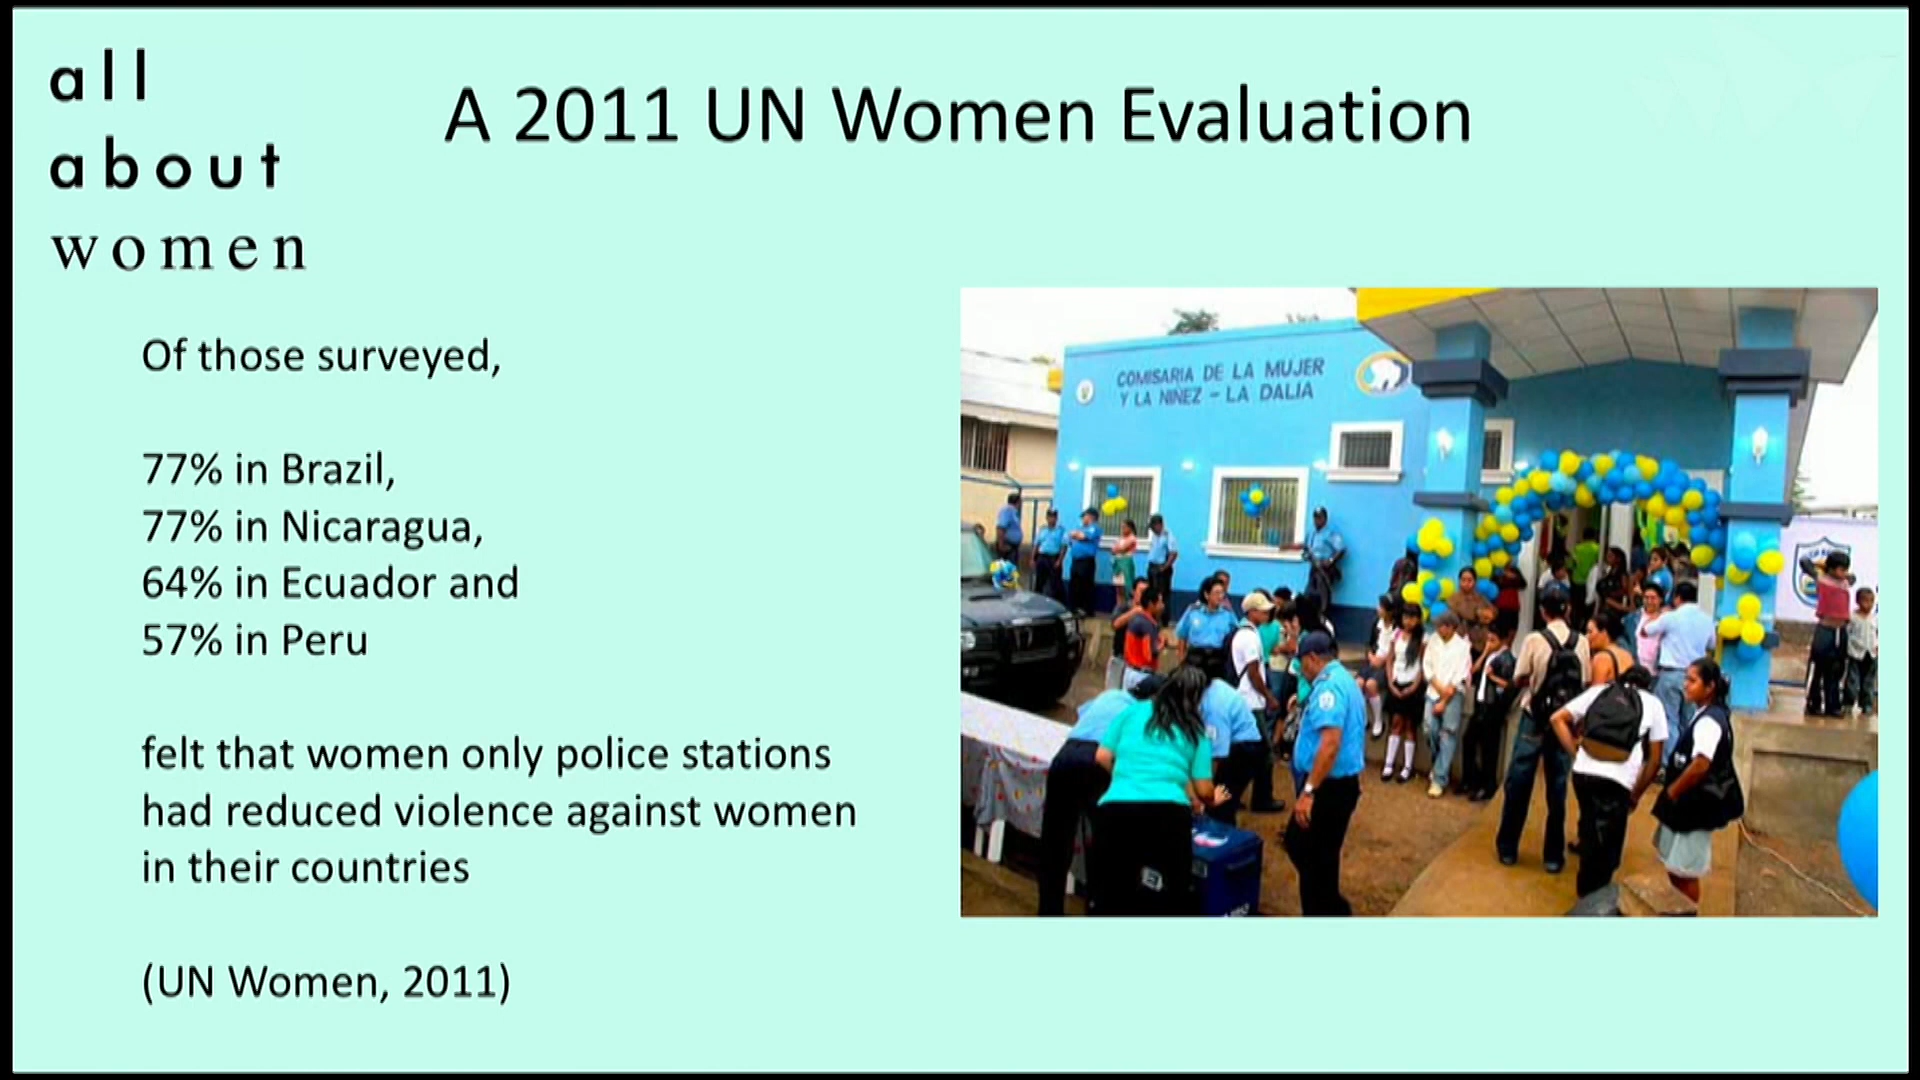 all
about
women
A 2011 UN Women Evaluation
Of those surveyed,
77% in Brazil,
77% in Nicaragua,
64% in Ecuador and
57% in Peru
felt that women only police stations
had reduced violence against women
in their countries
(UN Women, 2011)
COMISARIA DE LA MUJER
Y LA NIÑEZ - LA DALIA